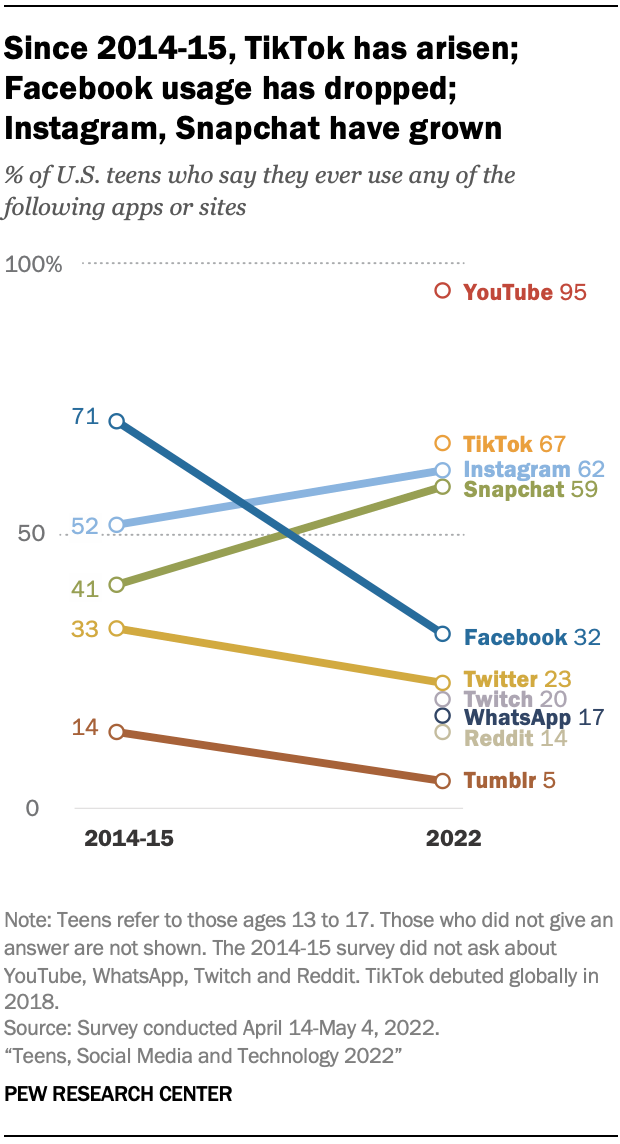 Since 2014-15, TikTok has arisen;
Facebook usage has dropped;
Instagram, Snapchat have grown
% of U.S. teens who say they ever use any of the
following apps or sites
100%
YouTube 95
71
TikTok 67
Instagram 62
Snapchat 59
52
50
41
33
Facebook 32
Twitter 23
Twitch 20
WhatsApp 17
Reddit 14
14
Tumblr 5
0
2014-15 2022
Note: Teens refer to those ages 13 to 17. Those who did not give an
answer are not shown. The 2014-15 survey did not ask about
YouTube, WhatsApp, Twitch and Reddit. TikTok debuted globally in
2018.
Source: Survey conducted April 14-May 4, 2022.
“Teens, Social Media and Technology 2022”
PEW RESEARCH CENTER